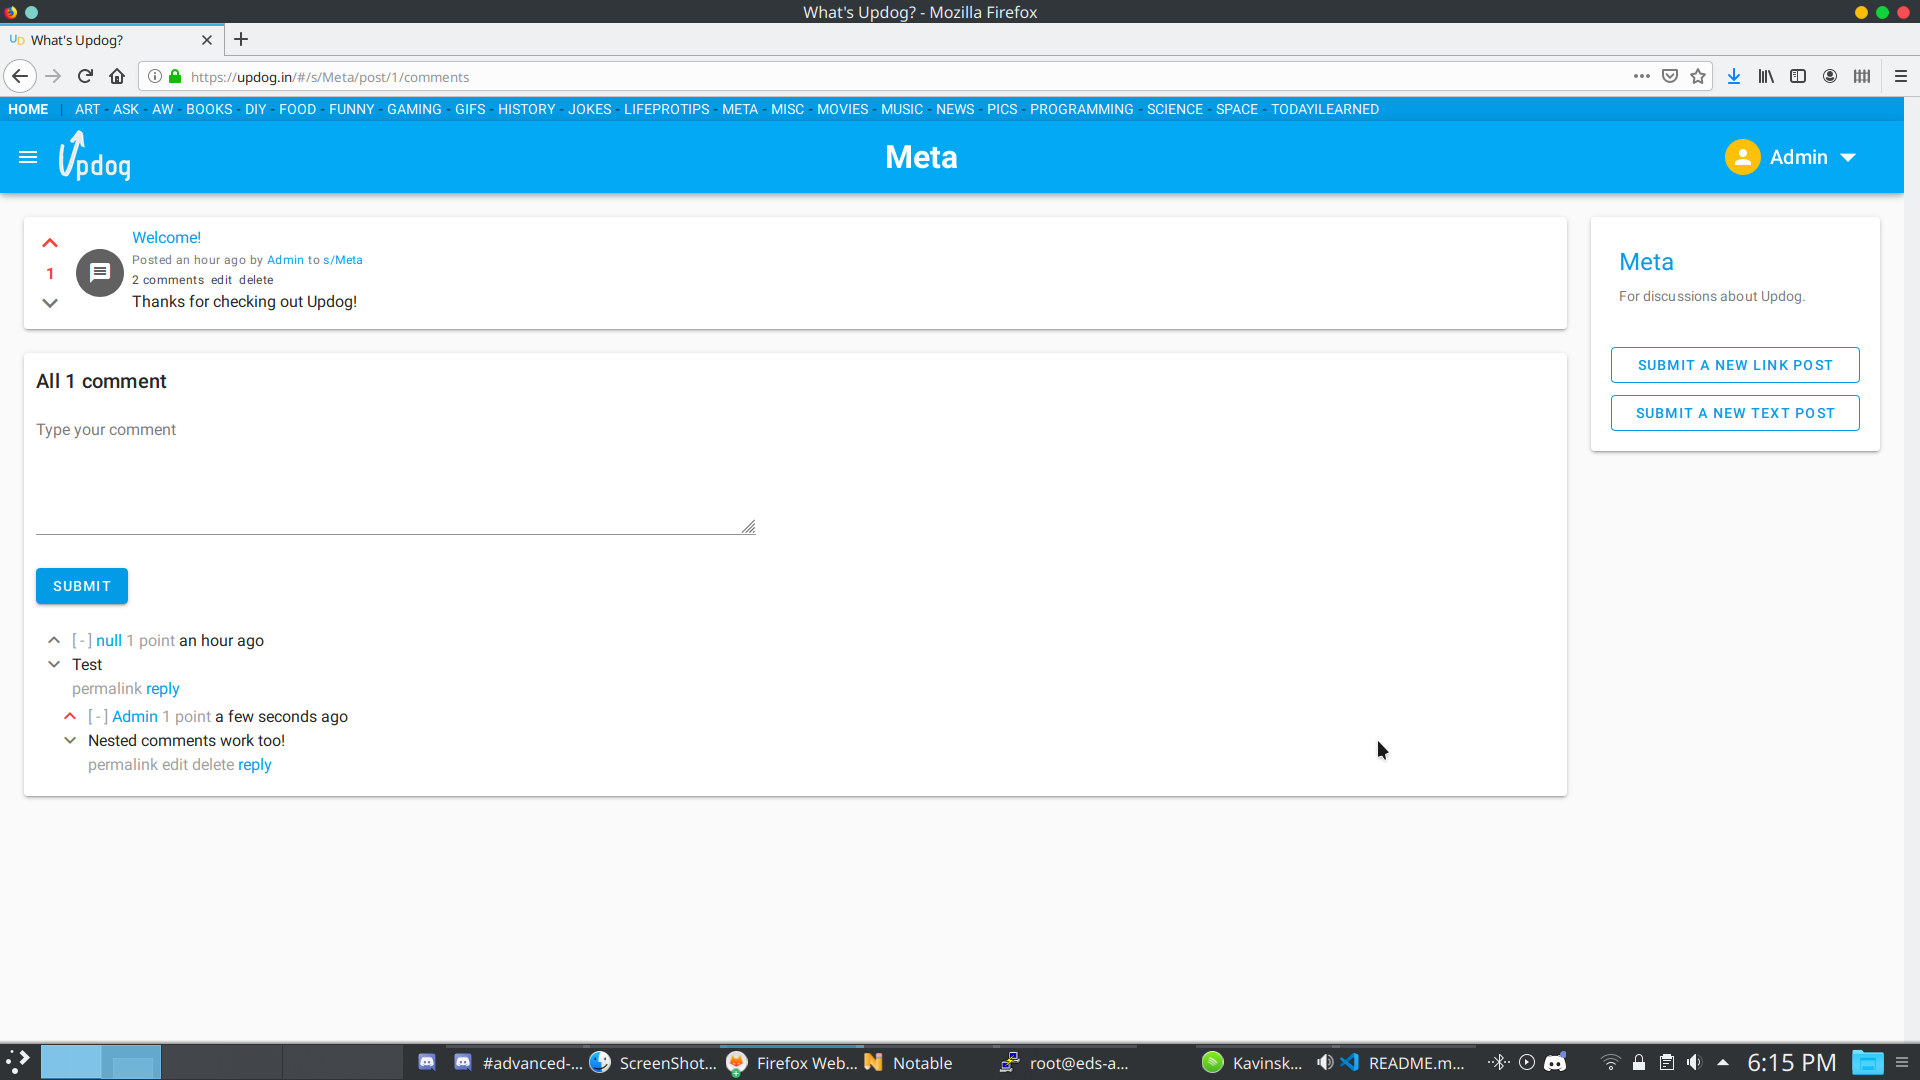 What's Updog? - Mozilla Firefox
UD What's Updog?
https://updog.in/#/s/Meta/post/1/comments
HOME | ART - ASK - AW - BOOKS - DIY - FOOD - FUNNY - GAMING - GIFS - HISTORY - JOKES - LIFEPROTIPS - META - MISC - MOVIES - MUSIC - NEWS - PICS - PROGRAMMING - SCIENCE - SPACE - TODAYILEARNED
Updog
Meta
Admin
Welcome!
Posted an hour ago by Admin to s/Meta
1
2 comments edit delete
Thanks for checking out Updog!
Meta
For discussions about Updog.
SUBMIT A NEW LINK POST
SUBMIT A NEW TEXT POST
All 1 comment
Type your comment
SUBMIT
[ - ] null 1 point an hour ago
Test
permalink reply
[ - ] Admin 1 point a few seconds ago
Nested comments work too!
permalink edit delete reply
#advanced-... ScreenShot... Firefox Web... Notable root@eds-a... Kavinsk... README.m... 6:15 PM